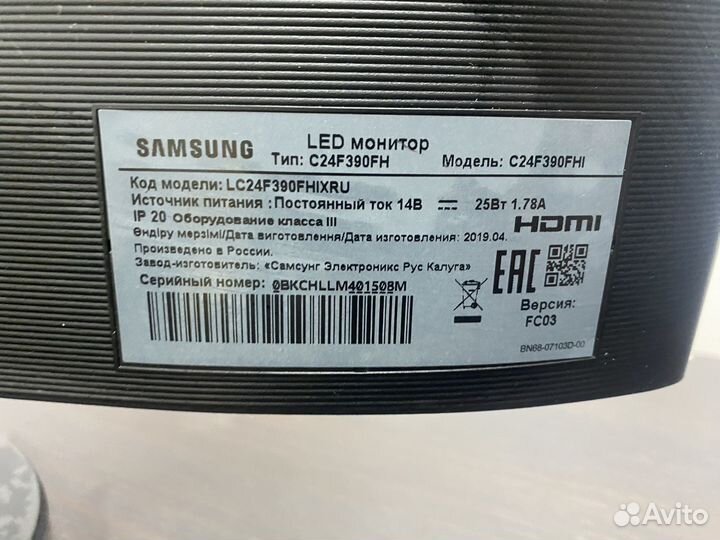 SAMSUNG
LED монитор
Тип: C24F390FH
Модель: C24F390FHI
Код модели: LC24F390FHIXRU
Источник питания : Постоянный ток 14В 25Вт 1.78А
IP 20 Оборудование класса III
HDMI
Өндіру мерзімі/Дата виготовлення/Дата изготовления: 2019.04.
Произведено в России.
Завод-изготовитель: «Самсунг Электроникс Рус Калуга»
Серийный номер: 0BKCHLLM401508M
EAC
Версия:
FC03
BN68-07103D-00
Avito